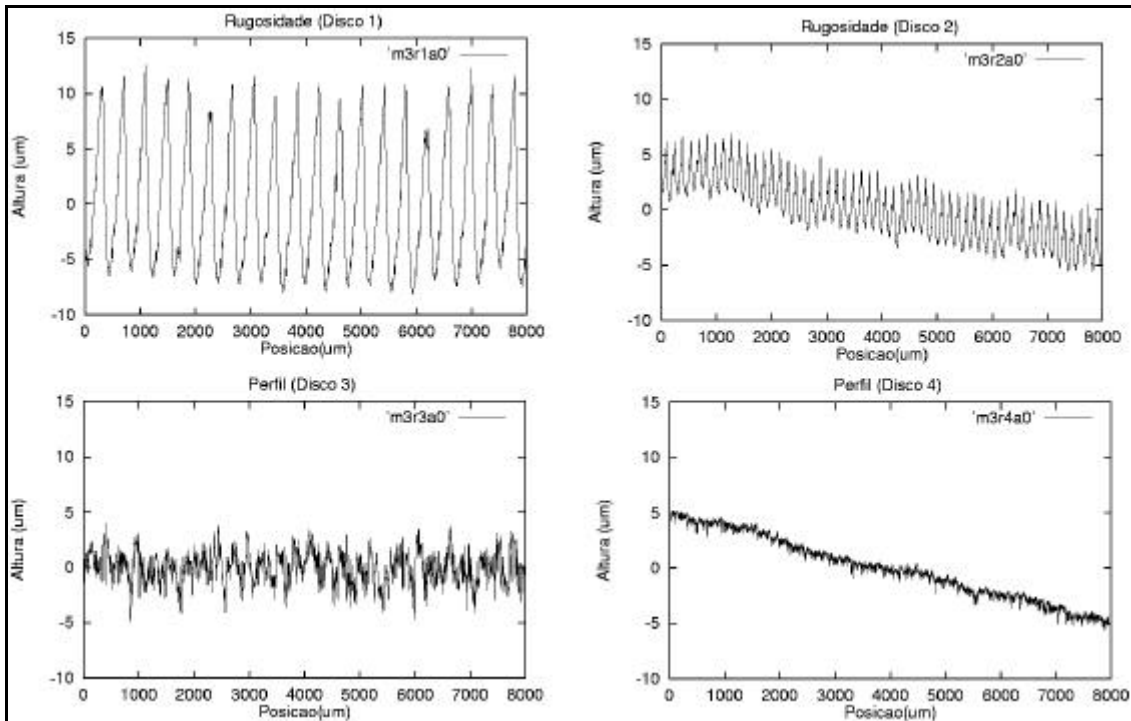 Rugosidade (Disco 1)
'm3r1a0'
Altura (um)
15
10
5
0
-5
-10
0 1000 2000 3000 4000 5000 6000 7000 8000
Posicao(um)
Rugosidade (Disco 2)
'm3r2a0'
Altura (um)
15
10
5
0
-5
-10
0 1000 2000 3000 4000 5000 6000 7000 8000
Posicao(um)
Perfil (Disco 3)
'm3r3a0'
Altura (um)
15
10
5
0
-5
-10
0 1000 2000 3000 4000 5000 6000 7000 8000
Posicao(um)
Perfil (Disco 4)
'm3r4a0'
Altura (um)
15
10
5
0
-5
-10
0 1000 2000 3000 4000 5000 6000 7000 8000
Posicao(um)